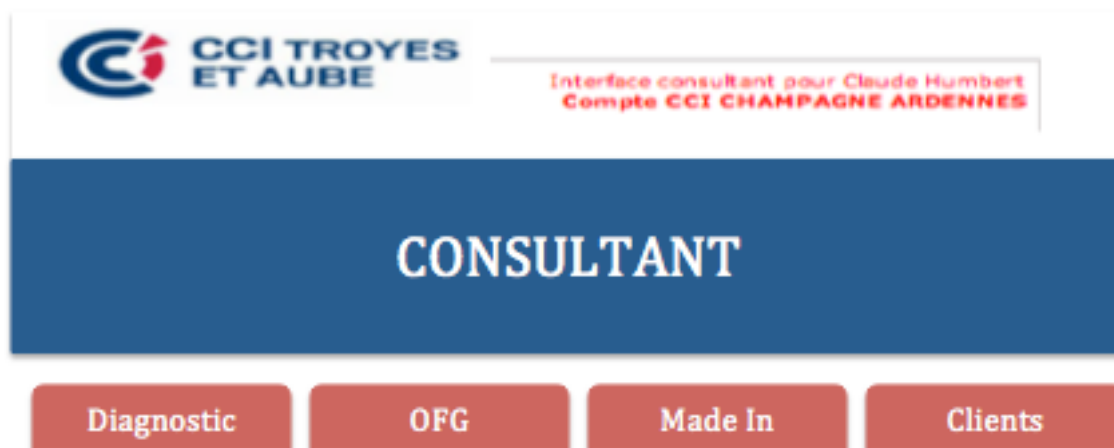 CCI TROYES
ET AUBE
Interface consultant pour Claude Humbert
Compte CCI CHAMPAGNE ARDENNES
CONSULTANT
Diagnostic
OFG
Made In
Clients